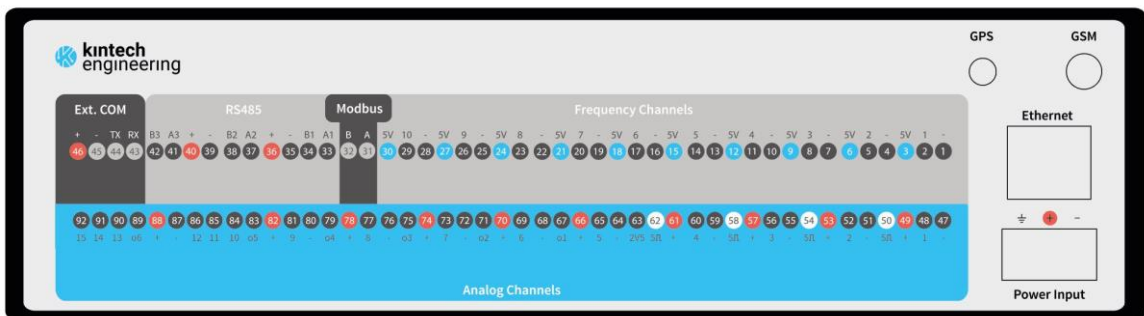 GPS GSM
kintech
engineering
Ext. COM RS485 Modbus Frequency Channels
+ - TX RX B3 A3 + - B2 A2 + - B1 A1 B A 5V 10 - 5V 9 - 5V 8 - 5V 7 - 5V 6 - 5V 5 - 5V 4 - 5V 3 - 5V 2 - 5V 1 -
46 45 44 43 42 41 40 39 38 37 36 35 34 33 32 31 30 29 28 27 26 25 24 23 22 21 20 19 18 17 16 15 14 13 12 11 10 9 8 7 6 5 4 3 2 1
92 91 90 89 88 87 86 85 84 83 82 81 80 79 78 77 76 75 74 73 72 71 70 69 68 67 66 65 64 63 62 61 60 59 58 57 56 55 54 53 52 51 50 49 48 47
15 14 13 o6 + - 12 11 10 o5 + 9 - o4 + 8 - o3 + 7 - o2 + 6 - o1 + 5 - 2V5 5Л + 4 - 5Л + 3 - 5Л + 2 - 5Л + 1 -
Analog Channels
Ethernet
⏚ + -
Power Input